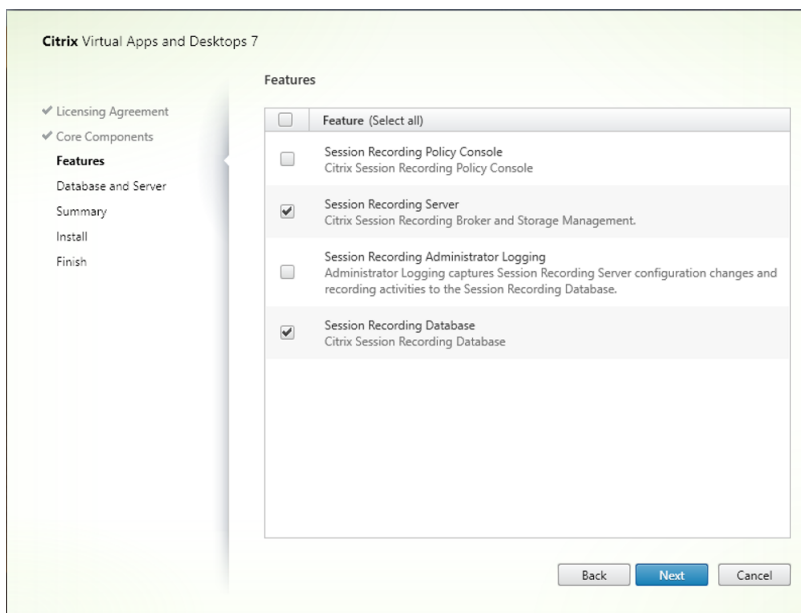 Citrix Virtual Apps and Desktops 7
Features
Licensing Agreement
Core Components
Features
Database and Server
Summary
Install
Finish
Feature (Select all)
Session Recording Policy Console
Citrix Session Recording Policy Console
Session Recording Server
Citrix Session Recording Broker and Storage Management.
Session Recording Administrator Logging
Administrator Logging captures Session Recording Server configuration changes and
recording activities to the Session Recording Database.
Session Recording Database
Citrix Session Recording Database
Back
Next
Cancel